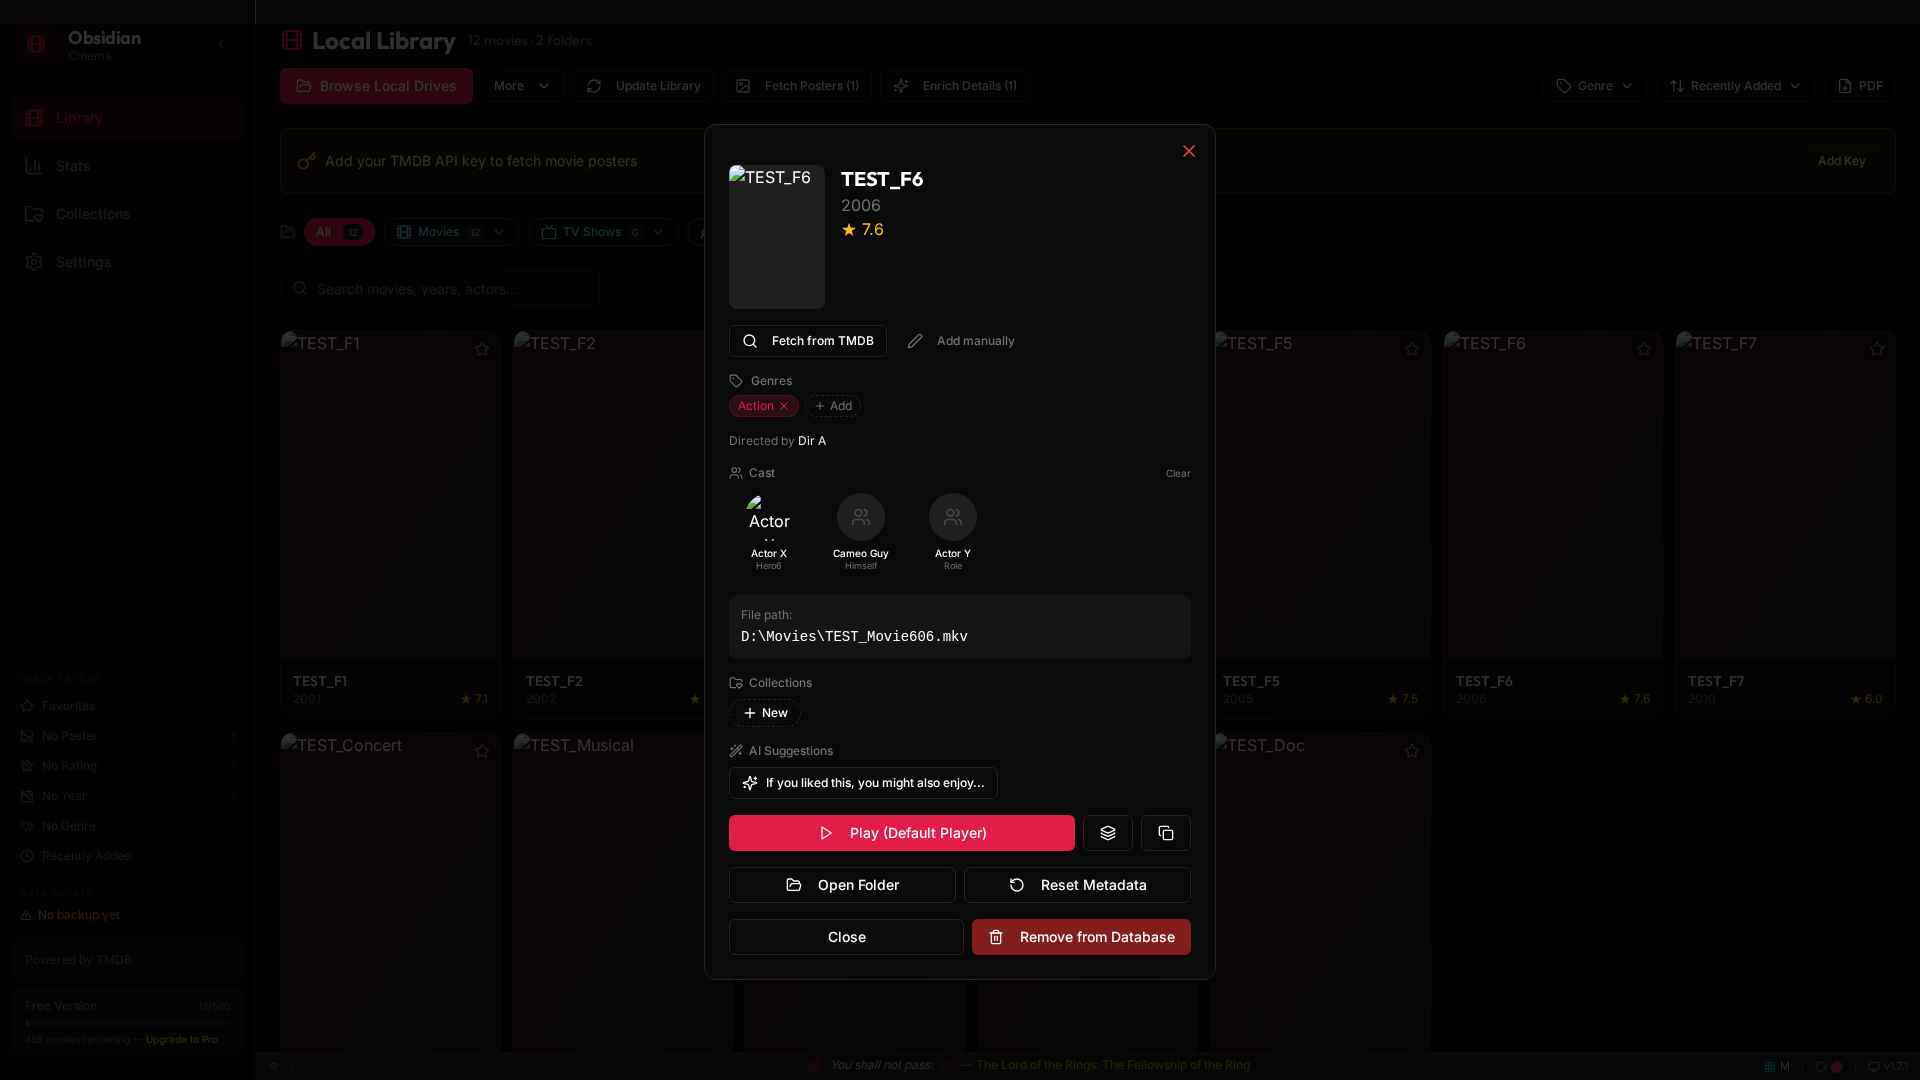 Obsidian
Cinema
Library
Stats
Collections
Settings
Favorites
No Poster
No Rating
No Year
No Genre
Recently Added
No backup yet
Powered by TMDB
Free Version
Upgrade to Pro
Local Library
12 movies · 2 folders
Browse Local Drives
More
Update Library
Fetch Posters (1)
Enrich Details (1)
Genre
Recently Added
PDF
Add your TMDB API key to fetch movie posters
Add Key
All 12
Movies 12
TV Shows 0
Search movies, years, actors...
TEST_F1
TEST_F2
TEST_F5
TEST_F6
TEST_F7
TEST_F1
2001
★ 7.1
TEST_F2
2002
TEST_F5
2005
★ 7.5
TEST_F6
2006
★ 7.6
TEST_F7
2010
★ 6.0
TEST_Concert
TEST_Musical
TEST_Doc
TEST_F6
TEST_F6
2006
★ 7.6
Fetch from TMDB
Add manually
Genres
Action
+ Add
Directed by Dir A
Cast
Clear
Actor
Actor X
Hero6
Cameo Guy
Himself
Actor Y
Role
File path:
D:\Movies\TEST_Movie606.mkv
Collections
+ New
AI Suggestions
If you liked this, you might also enjoy...
Play (Default Player)
Open Folder
Reset Metadata
Close
Remove from Database
You shall not pass.
— The Lord of the Rings: The Fellowship of the Ring
M
v1.7.1